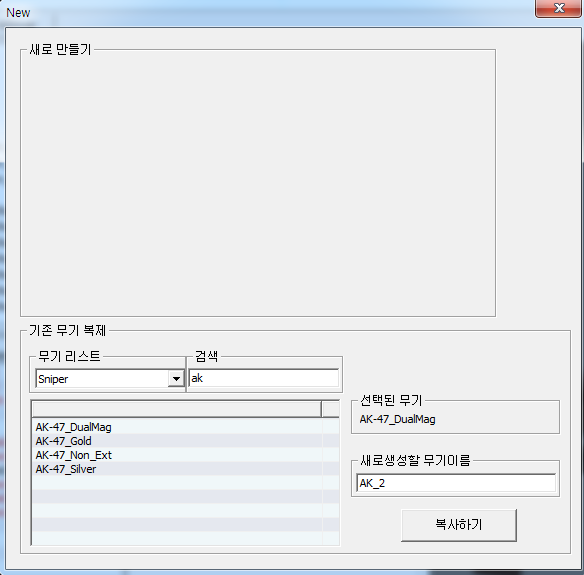 New
새로 만들기
기존 무기 복제
무기 리스트
검색
Sniper
ak
AK-47_DualMag
AK-47_Gold
AK-47_Non_Ext
AK-47_Silver
선택된 무기
AK-47_DualMag
새로생성할 무기이름
AK_2
복사하기